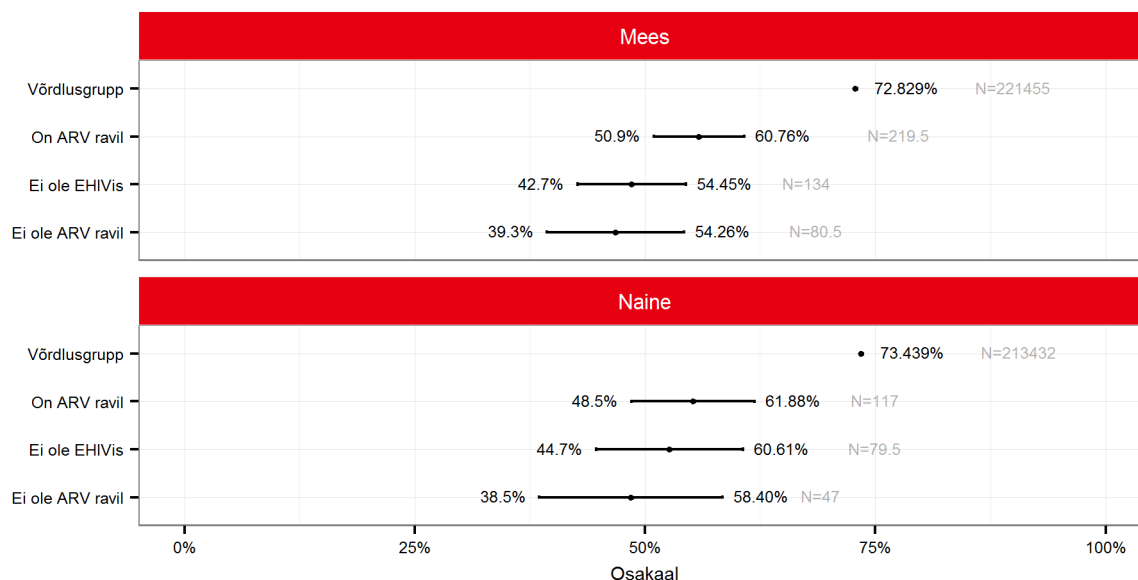 Mees
Võrdlusgrupp 72.829% N=221455
On ARV ravil 50.9% 60.76% N=219.5
Ei ole EHIVis 42.7% 54.45% N=134
Ei ole ARV ravil 39.3% 54.26% N=80.5
Naine
Võrdlusgrupp 73.439% N=213432
On ARV ravil 48.5% 61.88% N=117
Ei ole EHIVis 44.7% 60.61% N=79.5
Ei ole ARV ravil 38.5% 58.40% N=47
0% 25% 50% 75% 100%
Osakaal